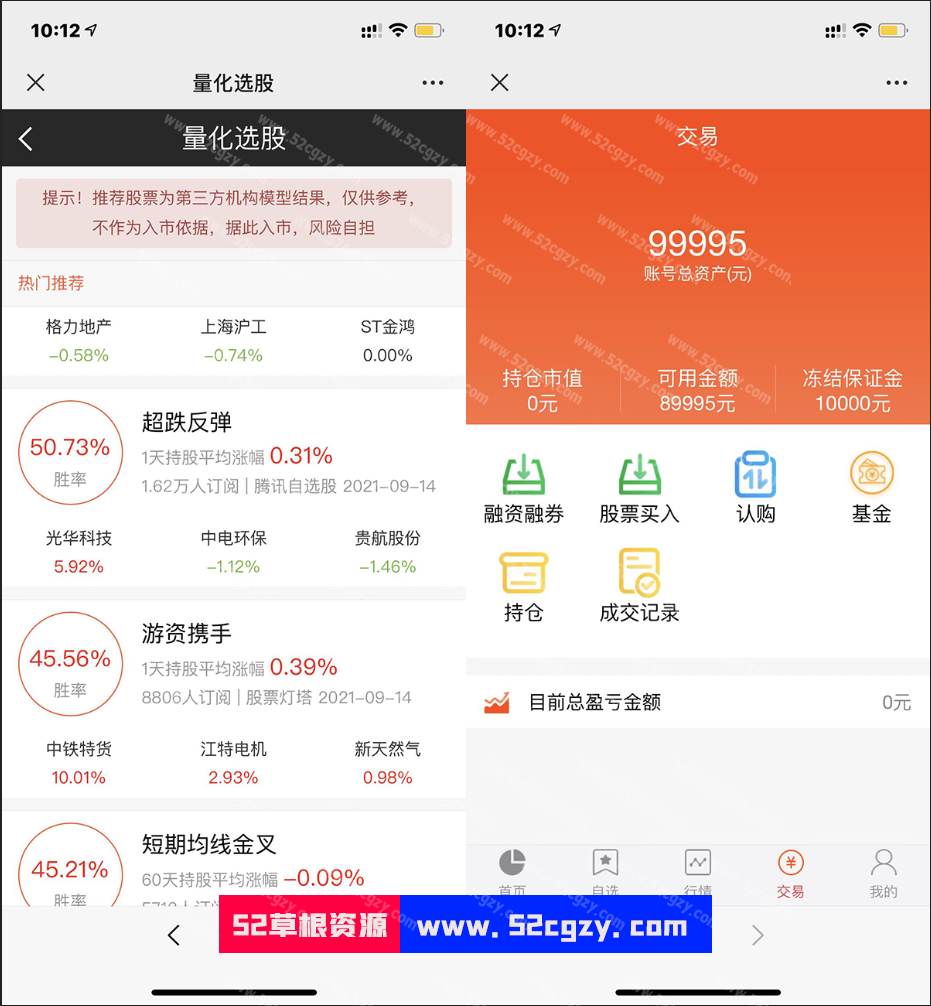 10:12
量化选股
量化选股
提示！推荐股票为第三方机构模型结果，仅供参考，
不作为入市依据，据此入市，风险自担
热门推荐
格力地产 上海沪工 ST金鸿
-0.58% -0.74% 0.00%
50.73%
胜率
超跌反弹
1天持股平均涨幅 0.31%
1.62万人订阅 | 腾讯自选股 2021-09-14
光华科技 中电环保 贵航股份
5.92% -1.12% -1.46%
45.56%
胜率
游资携手
1天持股平均涨幅 0.39%
8806人订阅 | 股票灯塔 2021-09-14
中铁特货 江特电机 新天然气
10.01% 2.93% 0.98%
45.21%
胜率
短期均线金叉
60天持股平均涨幅 -0.09%
10:12
交易
99995
账号总资产(元)
持仓市值 可用金额 冻结保证金
0元 89995元 10000元
融资融券 股票买入 认购 基金
持仓 成交记录
目前总盈亏金额 0元
首页 自选 行情 交易 我的
52草根资源 www.52cgzy.com
www.52cgzy.com